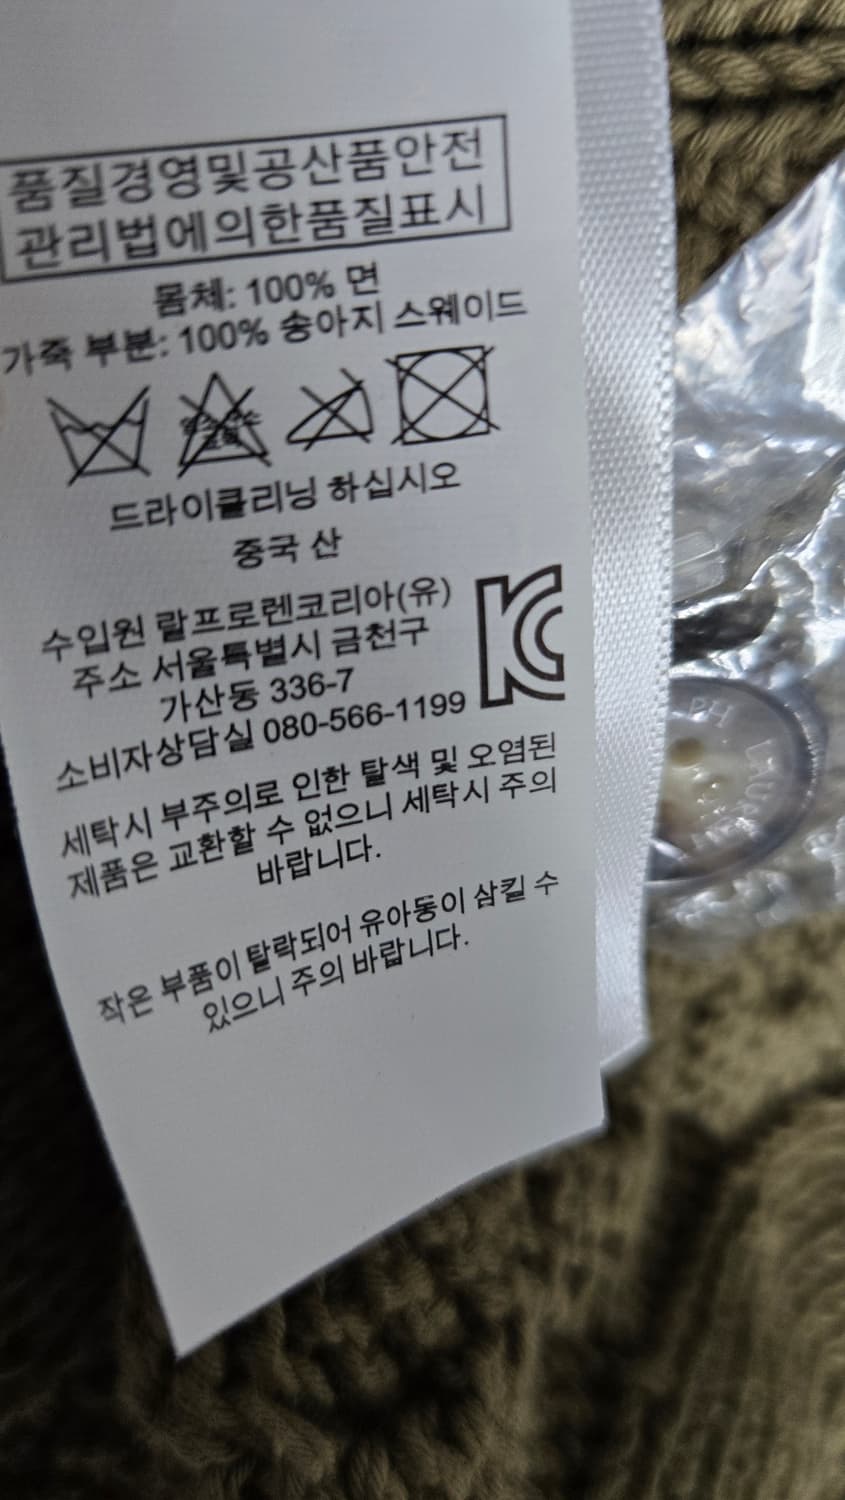 품질경영및공산품안전
관리법에의한품질표시
몸체: 100% 면
가죽 부분: 100% 송아지 스웨이드
드라이클리닝 하십시오
중국 산
수입원 랄프로렌코리아(유)
주소 서울특별시 금천구
가산동 336-7
소비자상담실 080-566-1199
세탁시 부주의로 인한 탈색 및 오염된
제품은 교환할 수 없으니 세탁시 주의
바랍니다.
작은 부품이 탈락되어 유아동이 삼킬 수
있으니 주의 바랍니다.